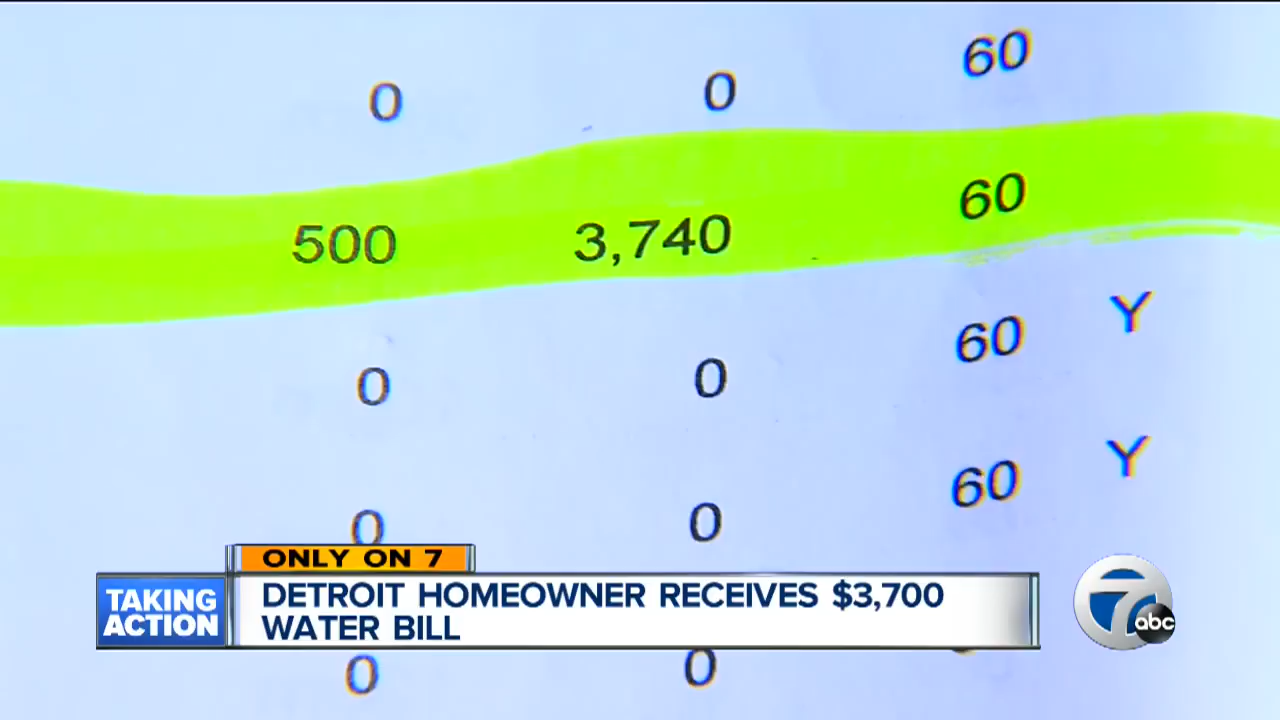 0 0 60
500 3,740 60
0 0 60 Y
0 0 60 Y
ONLY ON 7
TAKING ACTION
DETROIT HOMEOWNER RECEIVES $3,700
WATER BILL
7 abc
0 0